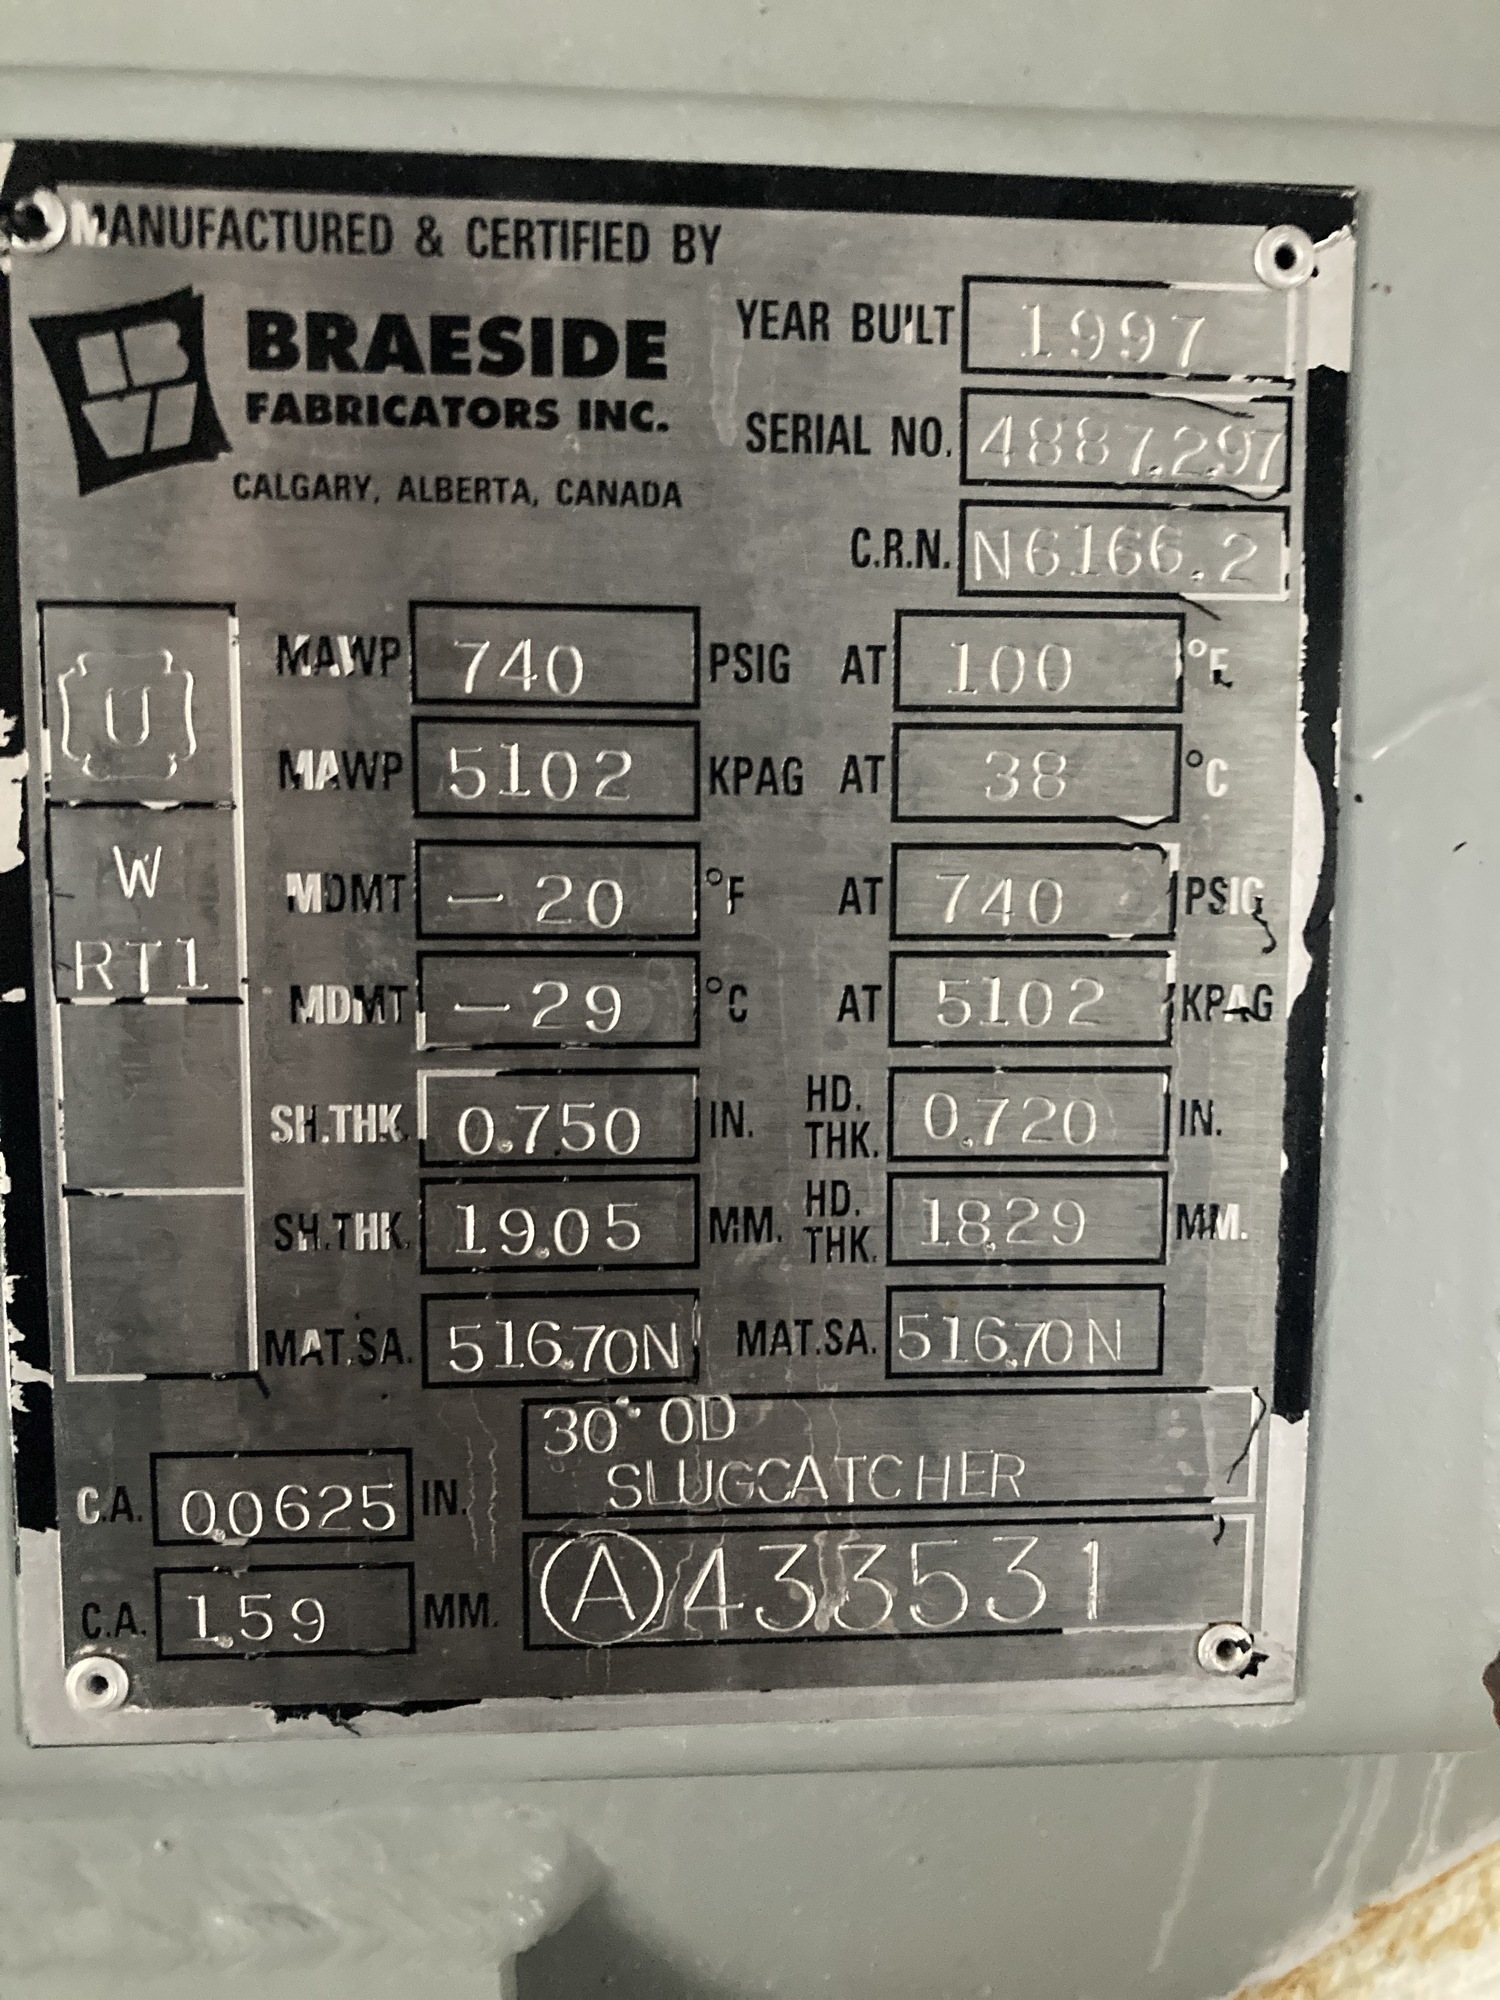 MANUFACTURED & CERTIFIED BY
BRAESIDE
FABRICATORS INC.
CALGARY, ALBERTA, CANADA
YEAR BUILT 1997
SERIAL NO. 4887.2.97
C.R.N. N6166.2
U
W
RT1
MAWP 740 PSIG AT 100 °F
MAWP 5102 KPAG AT 38 °C
MDMT -20 °F AT 740 PSIG
MDMT -29 °C AT 5102 KPAG
SH.THK. 0.750 IN. HD. THK. 0.720 IN.
SH.THK. 19.05 MM. HD. THK. 18.29 MM.
MAT.SA. 516.70N MAT.SA. 516.70N
30" OD
SLUGCATCHER
C.A. 0.0625 IN.
C.A. 1.59 MM.
A 433531